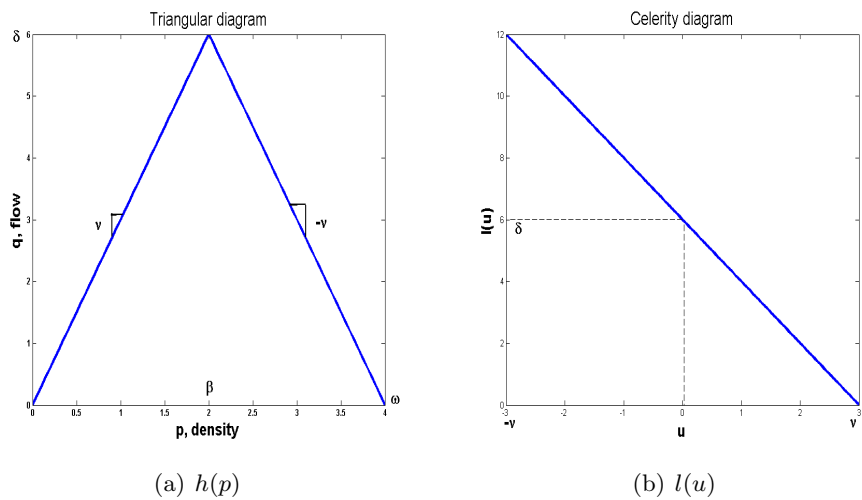 Triangular diagram
δ
6
5
4
3
2
1
0
q, flow
ν
-ν
β
ω
0 0.5 1 1.5 2 2.5 3 3.5 4
p, density
(a) h(p)
Celerity diagram
12
10
8
6
4
2
0
l(u)
δ
-3 -2 -1 0 1 2 3
-ν
ν
u
(b) l(u)